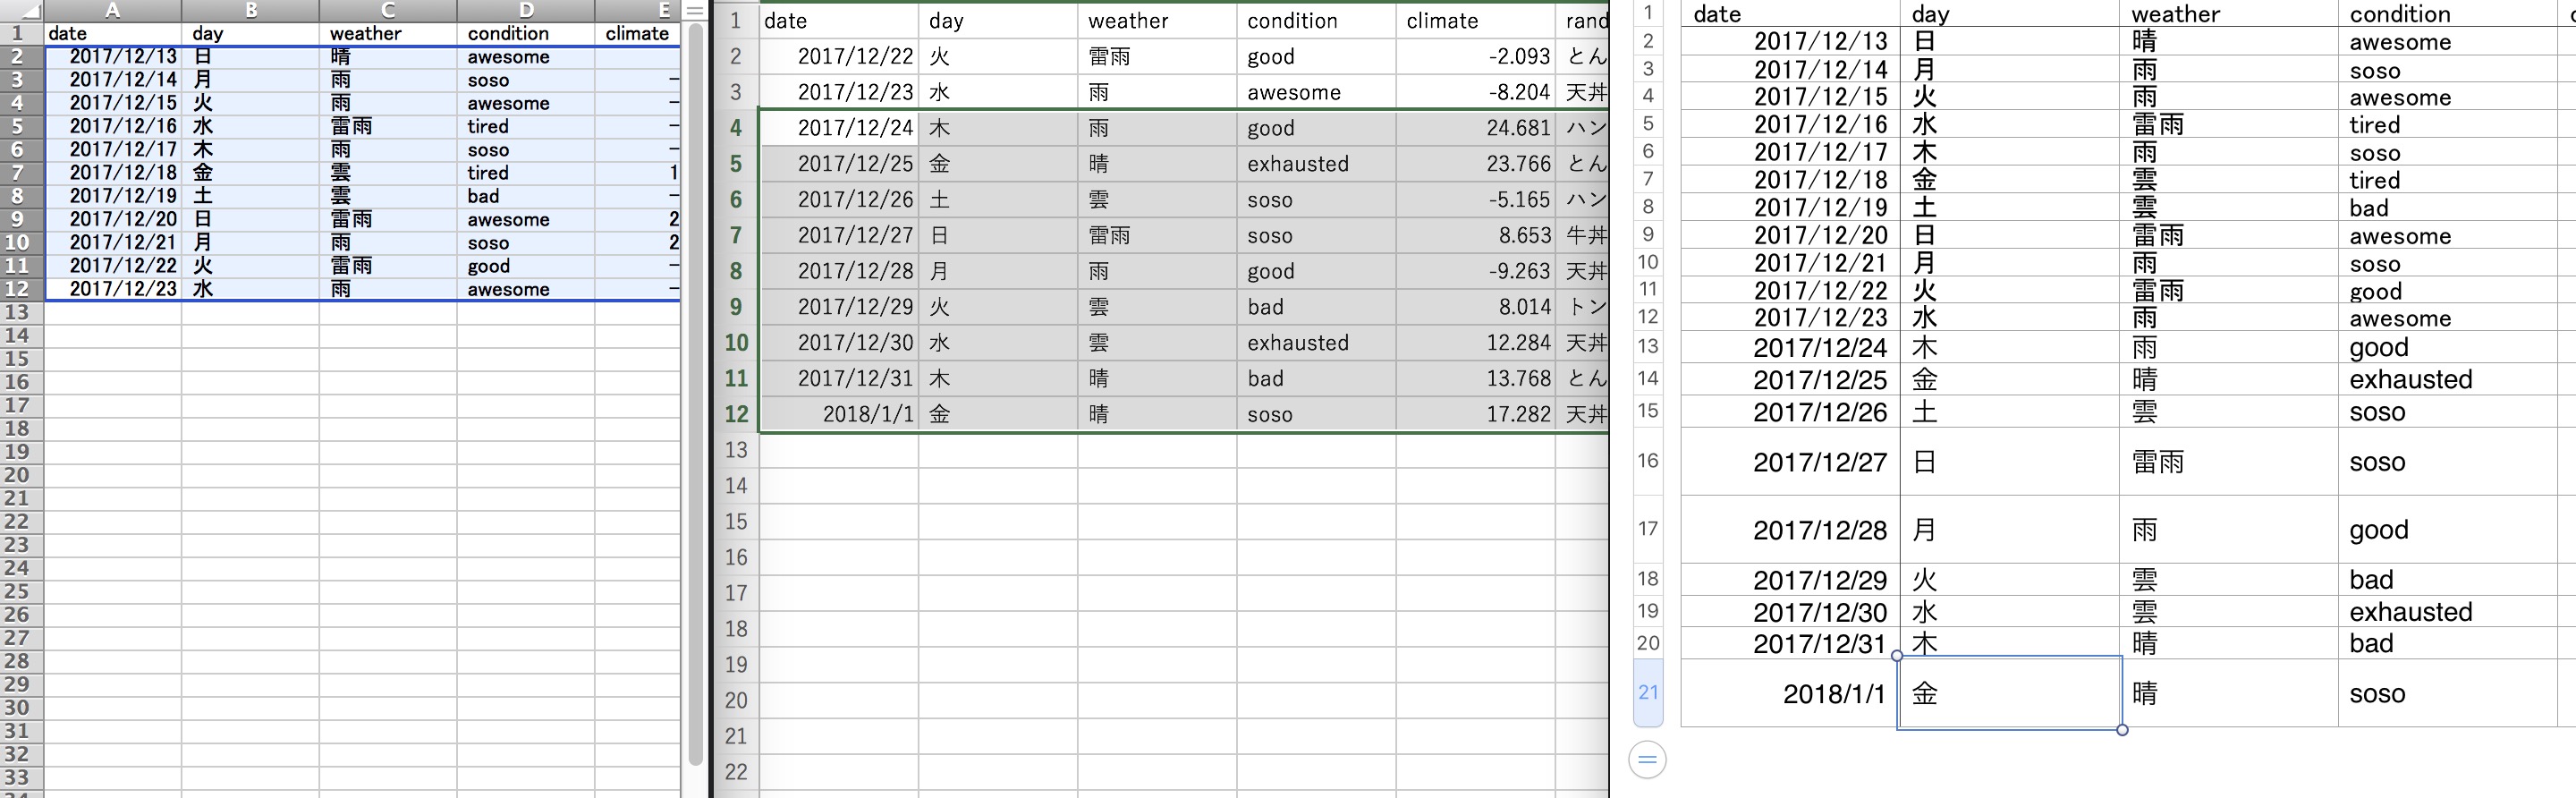 A B C D E
1 date day weather condition climate
2 2017/12/13 日 晴 awesome
3 2017/12/14 月 雨 soso -
4 2017/12/15 火 雨 awesome -
5 2017/12/16 水 雷雨 tired -
6 2017/12/17 木 雨 soso -
7 2017/12/18 金 雲 tired 1
8 2017/12/19 土 雲 bad -
9 2017/12/20 日 雷雨 awesome 2
10 2017/12/21 月 雨 soso 2
11 2017/12/22 火 雷雨 good -
12 2017/12/23 水 雨 awesome -
13
14
15
16
17
18
19
20
21
22
23
24
25
26
27
28
29
30
31
32
33
1 date day weather condition climate rand
2 2017/12/22 火 雷雨 good -2.093 とん
3 2017/12/23 水 雨 awesome -8.204 天丼
4 2017/12/24 木 雨 good 24.681 ハン
5 2017/12/25 金 晴 exhausted 23.766 とん
6 2017/12/26 土 雲 soso -5.165 ハン
7 2017/12/27 日 雷雨 soso 8.653 牛丼
8 2017/12/28 月 雨 good -9.263 天丼
9 2017/12/29 火 雲 bad 8.014 トン
10 2017/12/30 水 雲 exhausted 12.284 天丼
11 2017/12/31 木 晴 bad 13.768 とん
12 2018/1/1 金 晴 soso 17.282 天丼
13
14
15
16
17
18
19
20
21
22
1 date day weather condition
2 2017/12/13 日 晴 awesome
3 2017/12/14 月 雨 soso
4 2017/12/15 火 雨 awesome
5 2017/12/16 水 雷雨 tired
6 2017/12/17 木 雨 soso
7 2017/12/18 金 雲 tired
8 2017/12/19 土 雲 bad
9 2017/12/20 日 雷雨 awesome
10 2017/12/21 月 雨 soso
11 2017/12/22 火 雷雨 good
12 2017/12/23 水 雨 awesome
13 2017/12/24 木 雨 good
14 2017/12/25 金 晴 exhausted
15 2017/12/26 土 雲 soso
16 2017/12/27 日 雷雨 soso
17 2017/12/28 月 雨 good
18 2017/12/29 火 雲 bad
19 2017/12/30 水 雲 exhausted
20 2017/12/31 木 晴 bad
21 2018/1/1 金 晴 soso